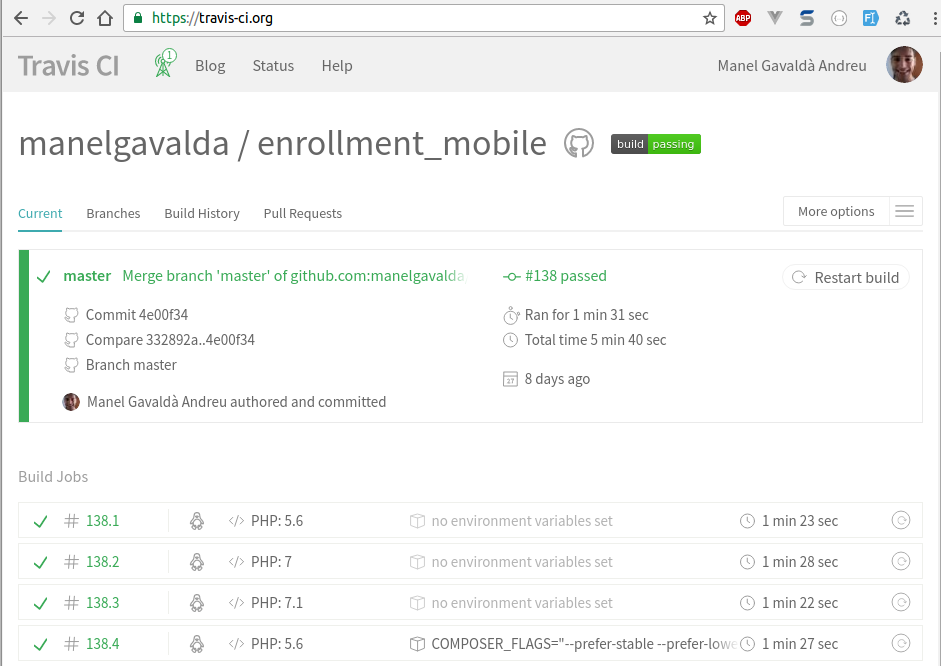 https://travis-ci.org
ABP
Travis CI
1
Blog
Status
Help
Manel Gavaldà Andreu
manelgavalda / enrollment_mobile
build passing
Current
Branches
Build History
Pull Requests
More options
master Merge branch 'master' of github.com:manelgavalda
#138 passed
Restart build
Commit 4e00f34
Ran for 1 min 31 sec
Compare 332892a..4e00f34
Total time 5 min 40 sec
Branch master
27
8 days ago
Manel Gavaldà Andreu authored and committed
Build Jobs
# 138.1 </> PHP: 5.6 no environment variables set 1 min 23 sec
# 138.2 </> PHP: 7 no environment variables set 1 min 28 sec
# 138.3 </> PHP: 7.1 no environment variables set 1 min 22 sec
# 138.4 </> PHP: 5.6 COMPOSER_FLAGS="--prefer-stable --prefer-lowe 1 min 27 sec